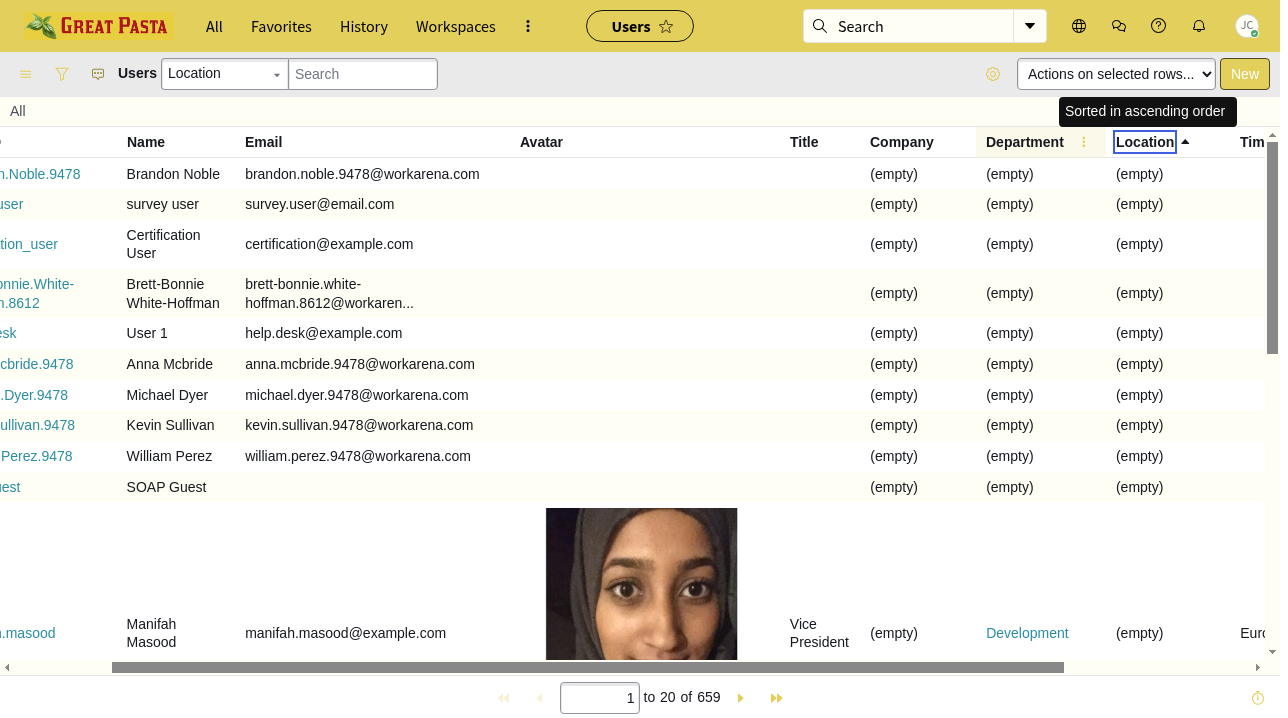 GREAT PASTA All Favorites History Workspaces Users Search JC
Users Location Search Actions on selected rows... New
All
Sorted in ascending order
Name Email Avatar Title Company Department Location Tim
n.Noble.9478 Brandon Noble brandon.noble.9478@workarena.com (empty) (empty) (empty)
user survey user survey.user@email.com (empty) (empty) (empty)
tion_user Certification User certification@example.com (empty) (empty) (empty)
onnie.White-n.8612 Brett-Bonnie White-Hoffman brett-bonnie.white-hoffman.8612@workaren... (empty) (empty) (empty)
esk User 1 help.desk@example.com (empty) (empty) (empty)
cbride.9478 Anna Mcbride anna.mcbride.9478@workarena.com (empty) (empty) (empty)
.Dyer.9478 Michael Dyer michael.dyer.9478@workarena.com (empty) (empty) (empty)
ullivan.9478 Kevin Sullivan kevin.sullivan.9478@workarena.com (empty) (empty) (empty)
Perez.9478 William Perez william.perez.9478@workarena.com (empty) (empty) (empty)
uest SOAP Guest (empty) (empty) (empty)
.masood Manifah Masood manifah.masood@example.com Vice President (empty) Development (empty) Euro
1 to 20 of 659